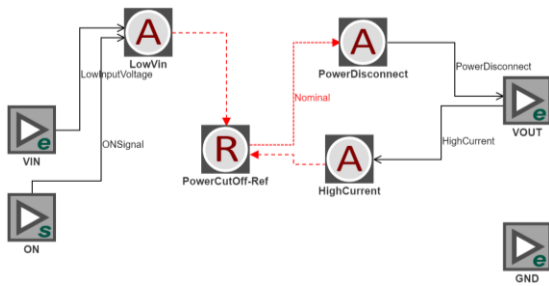 A
LowVin
LowInputVoltage
ONSignal
e
VIN
s
ON
R
PowerCutOff-Ref
Nominal
A
PowerDisconnect
PowerDisconnect
e
VOUT
A
HighCurrent
HighCurrent
e
GND